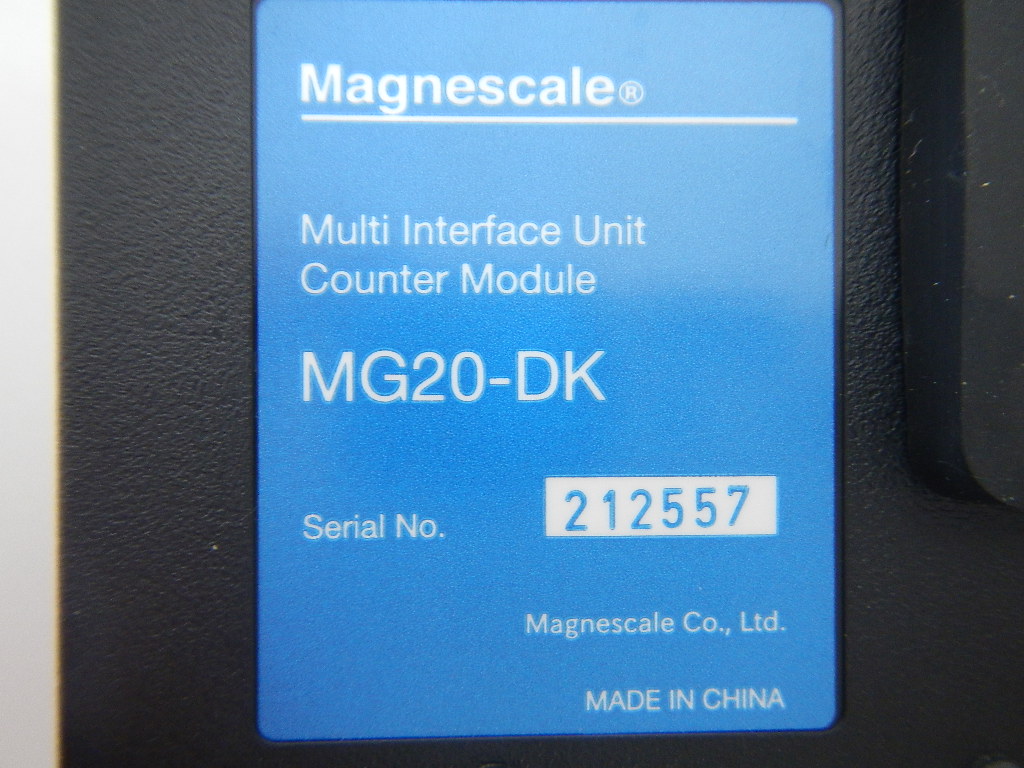 Magnescale®
Multi Interface Unit
Counter Module
MG20-DK
Serial No. 212557
Magnescale Co., Ltd.
MADE IN CHINA